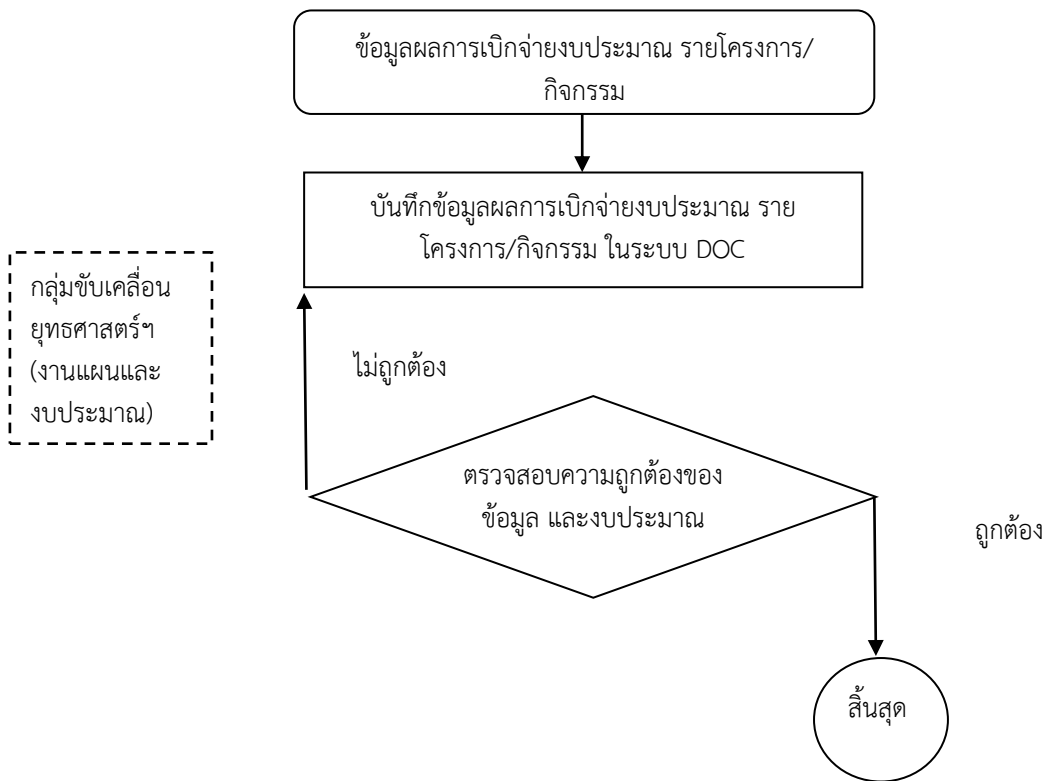 ข้อมูลผลการเบิกจ่ายงบประมาณ รายโครงการ/
กิจกรรม
บันทึกข้อมูลผลการเบิกจ่ายงบประมาณ ราย
โครงการ/กิจกรรม ในระบบ DOC
กลุ่มขับเคลื่อน
ยุทธศาสตร์ฯ
(งานแผนและ
งบประมาณ)
ไม่ถูกต้อง
ตรวจสอบความถูกต้องของ
ข้อมูล และงบประมาณ
ถูกต้อง
สิ้นสุด